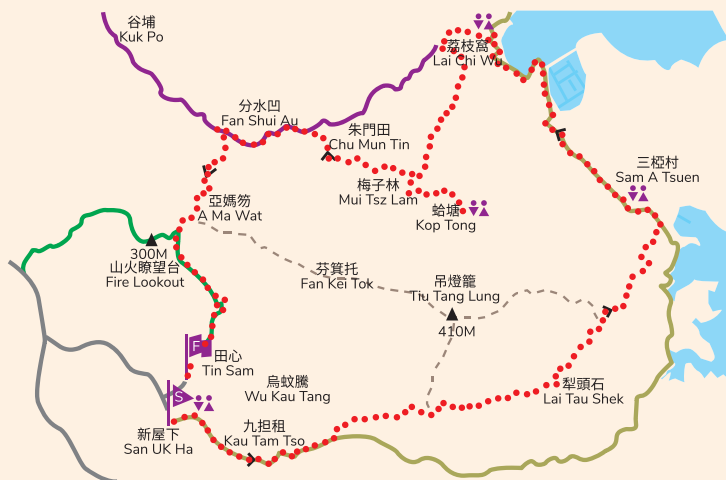 谷埔
Kuk Po
荔枝窩
Lai Chi Wu
分水凹
Fan Shui Au
朱門田
Chu Mun Tin
三椏村
Sam A Tsuen
梅子林
Mui Tsz Lam
亞媽笏
A Ma Wat
蛤塘
Kop Tong
300M
山火瞭望台
Fire Lookout
芬箕托
Fan Kei Tok
吊燈籠
Tiu Tang Lung
410M
F
田心
Tin Sam
烏蚊騰
Wu Kau Tang
犁頭石
Lai Tau Shek
S
新屋下
San UK Ha
九担租
Kau Tam Tso